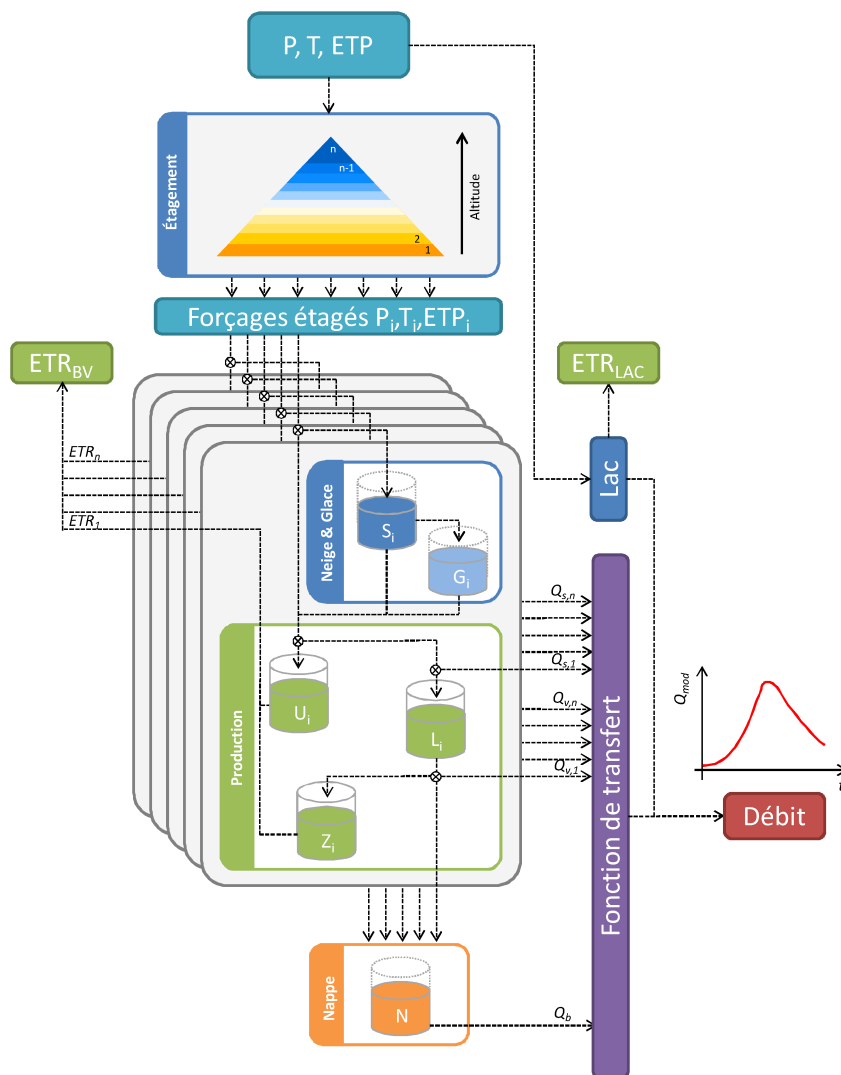 P, T, ETP
Étagement
n
n-1
2
1
Altitude
Forçages étagés Pi,Ti,ETPi
ETRBV
ETRLAC
ETRn
ETR1
Neige & Glace
Si
Gi
Lac
Production
Ui
Li
Zi
Qs,n
Qs,1
Qv,n
Qv,1
Fonction de transfert
Qmod
t
Débit
Nappe
N
Qb